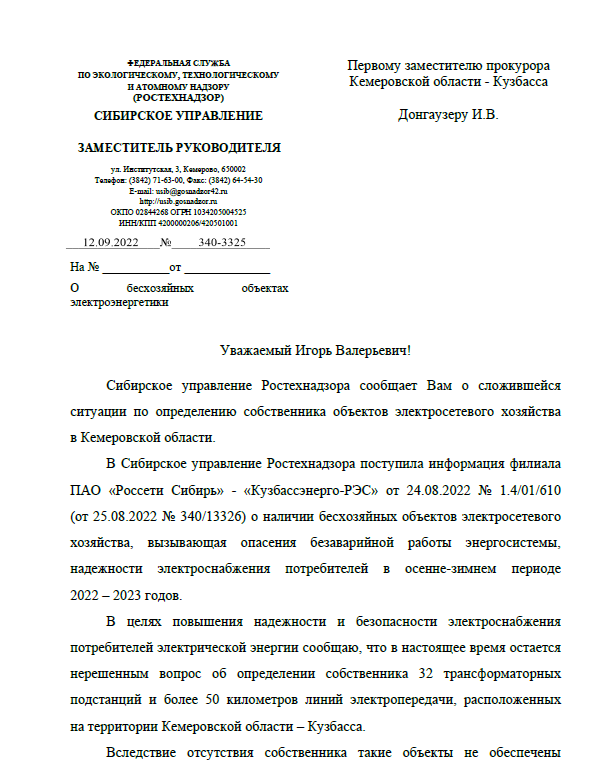 ФЕДЕРАЛЬНАЯ СЛУЖБА
ПО ЭКОЛОГИЧЕСКОМУ, ТЕХНОЛОГИЧЕСКОМУ
И АТОМНОМУ НАДЗОРУ
(РОСТЕХНАДЗОР)
СИБИРСКОЕ УПРАВЛЕНИЕ
ЗАМЕСТИТЕЛЬ РУКОВОДИТЕЛЯ
ул. Институтская, 3, Кемерово, 650002
Телефон: (3842) 71-63-00, Факс: (3842) 64-54-30
E-mail: usib@gosnadzor42.ru
http://usib.gosnadzor.ru
ОКПО 02844268 ОГРН 1034205004525
ИНН/КПП 4200000206/420501001
12.09.2022 № 340-3325
На № ___________от ______________
О бесхозяйных объектах
электроэнергетики
Первому заместителю прокурора
Кемеровской области - Кузбасса
Донгаузеру И.В.
Уважаемый Игорь Валерьевич!
Сибирское управление Ростехнадзора сообщает Вам о сложившейся
ситуации по определению собственника объектов электросетевого хозяйства
в Кемеровской области.
В Сибирское управление Ростехнадзора поступила информация филиала
ПАО «Россети Сибирь» - «Кузбассэнерго-РЭС» от 24.08.2022 № 1.4/01/610
(от 25.08.2022 № 340/13326) о наличии бесхозяйных объектов электросетевого
хозяйства, вызывающая опасения безаварийной работы энергосистемы,
надежности электроснабжения потребителей в осенне-зимнем периоде
2022 – 2023 годов.
В целях повышения надежности и безопасности электроснабжения
потребителей электрической энергии сообщаю, что в настоящее время остается
нерешенным вопрос об определении собственника 32 трансформаторных
подстанций и более 50 километров линий электропередачи, расположенных
на территории Кемеровской области – Кузбасса.
Вследствие отсутствия собственника такие объекты не обеспечены